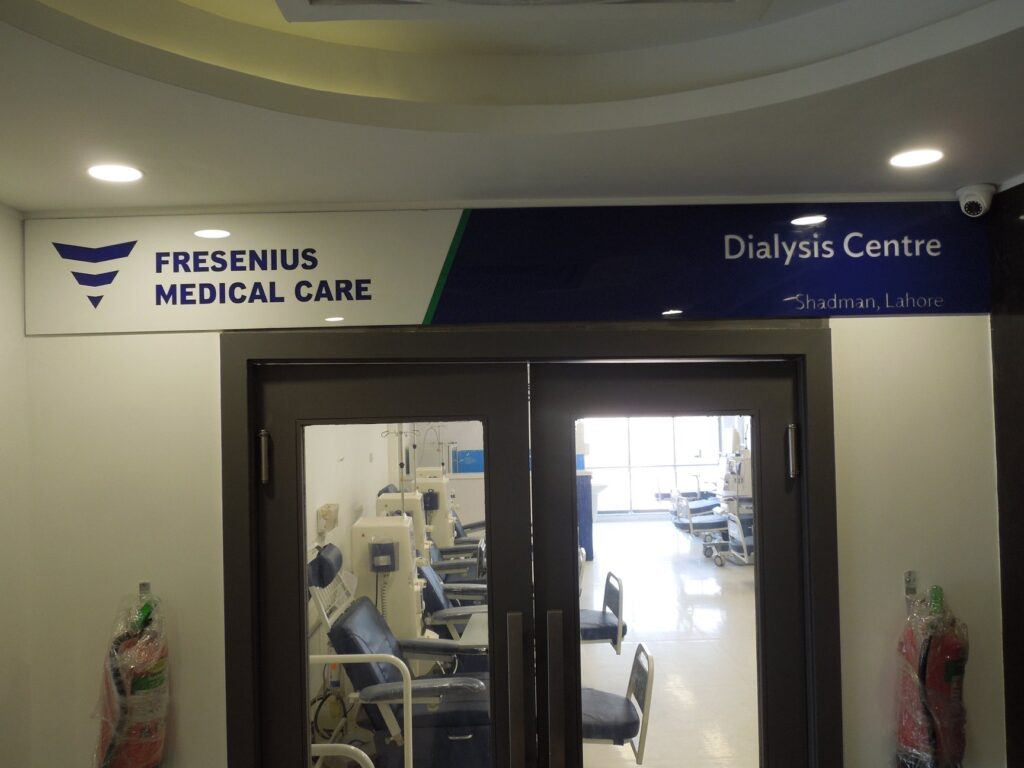 FRESENIUS
MEDICAL CARE
Dialysis Centre
Shadman, Lahore